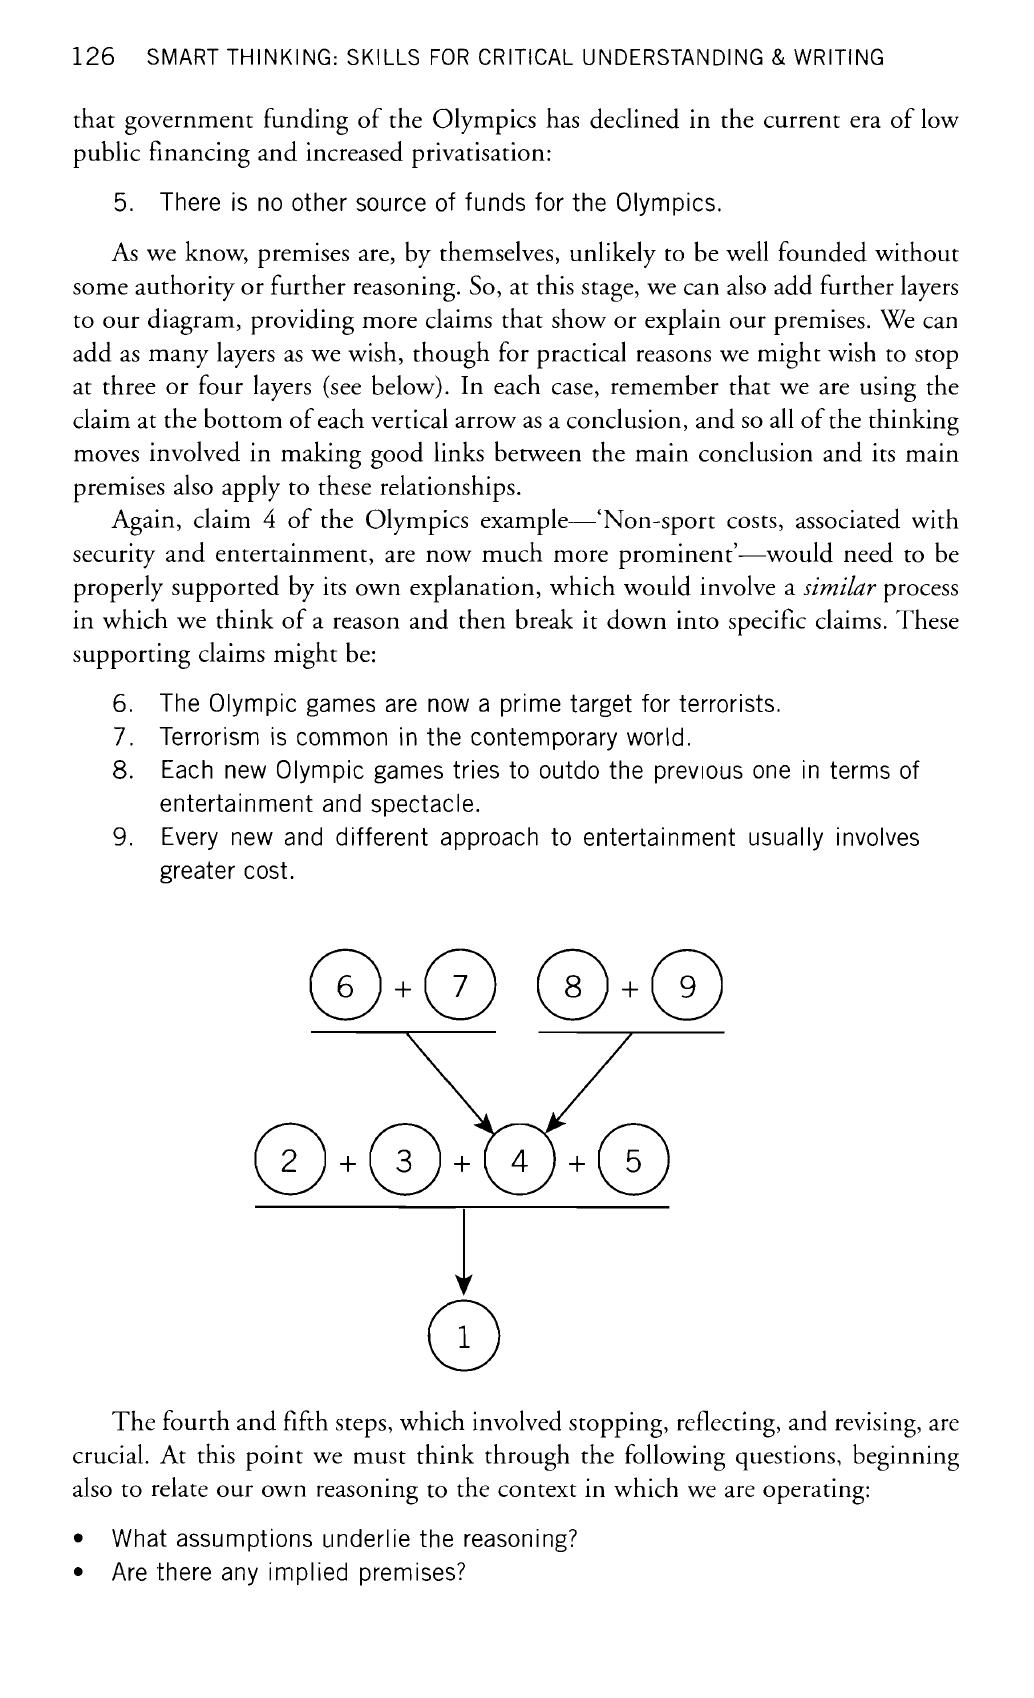 126 SMART THINKING: SKILLS FOR CRITICAL UNDERSTANDING & WRITING
that government funding of the Olympics has declined in the current era of low
public financing and increased privatisation:
5. There is no other source of funds for the Olympics.
As we know, premises are, by themselves, unlikely to be well founded without
some authority or further reasoning. So, at this stage, we can also add further layers
to our diagram, providing more claims that show or explain our premises. We can
add as many layers as we wish, though for practical reasons we might wish to stop
at three or four layers (see below). In each case, remember that we are using the
claim at the bottom of each vertical arrow as a conclusion, and so all of the thinking
moves involved in making good links between the main conclusion and its main
premises also apply to these relationships.
Again, claim 4 of the Olympics example—‘Non-sport costs, associated with
security and entertainment, are now much more prominent’—would need to be
properly supported by its own explanation, which would involve a similar process
in which we think of a reason and then break it down into specific claims. These
supporting claims might be:
6. The Olympic games are now a prime target for terrorists.
7. Terrorism is common in the contemporary world.
8. Each new Olympic games tries to outdo the previous one in terms of
entertainment and spectacle.
9. Every new and different approach to entertainment usually involves
greater cost.
6 + 7 8 + 9
2 + 3 + 4 + 5
1
The fourth and fifth steps, which involved stopping, reflecting, and revising, are
crucial. At this point we must think through the following questions, beginning
also to relate our own reasoning to the context in which we are operating:
• What assumptions underlie the reasoning?
• Are there any implied premises?